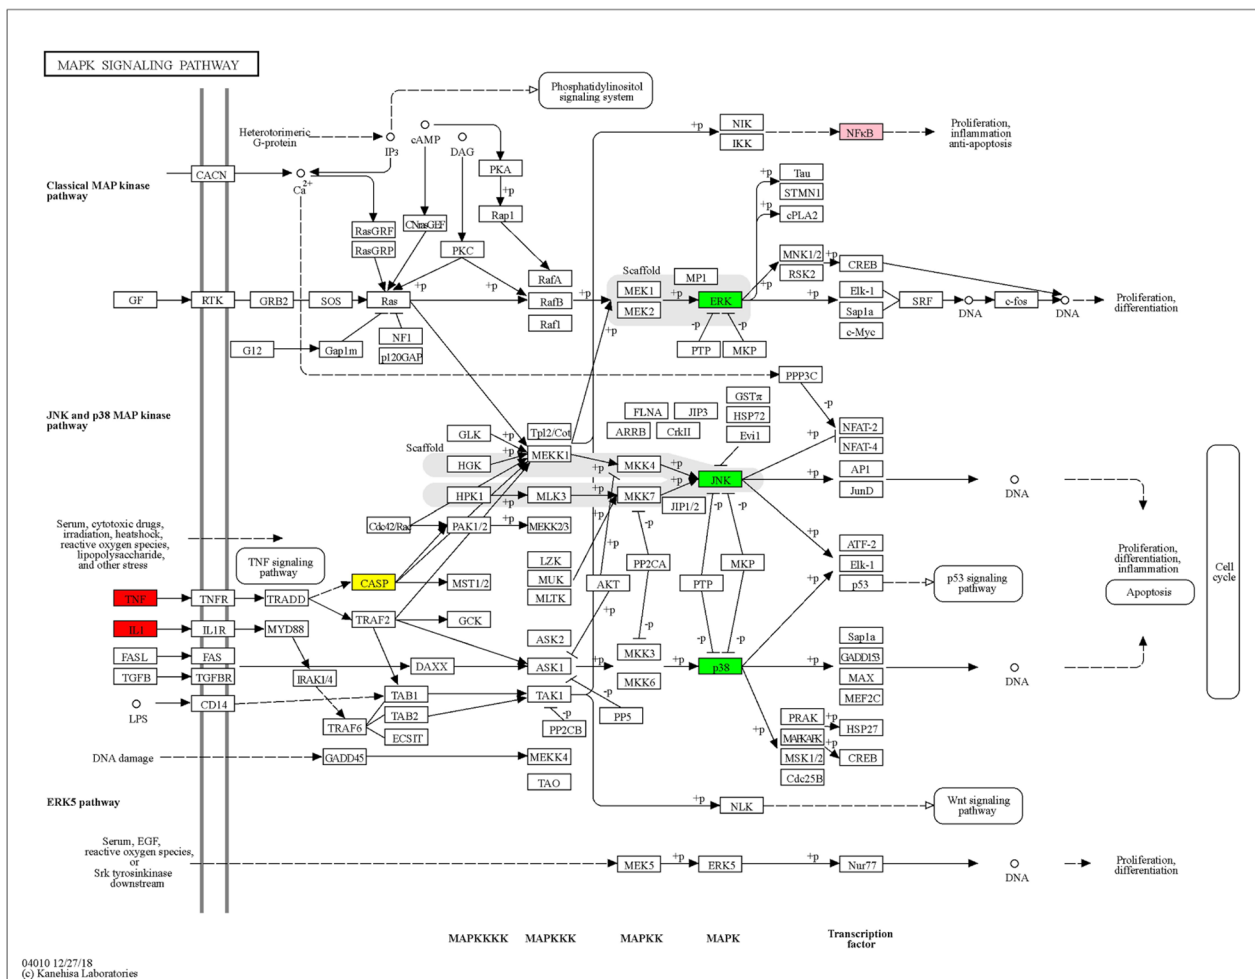 MAPK SIGNALING PATHWAY
Phosphatidylinositol
signaling system
Heterotorimeric
G-protein
IP3
cAMP
DAG
+p
NIK
IKK
NFκB
Proliferation,
inflammation
anti-apoptosis
Classical MAP kinase
pathway
CACN
Ca2+
PKA
+p
Rap1
RasGRF
RasGRP
CNrasGEF
PKC
Tau
STMN1
+p
cPLA2
+p
Scaffold
MP1
MNK1/2
RSK2
+p
CREB
+p
GF
RTK
GRB2
SOS
Ras
+p
+p
RafA
RafB
Raf1
+p
+p
MEK1
MEK2
+p
ERK
+p
Elk-1
Sap1a
c-Myc
SRF
DNA
c-fos
DNA
Proliferation,
differentiation
G12
Gap1m
NF1
p120GAP
-p
-p
PTP
MKP
PPP3C
-p
JNK and p38 MAP kinase
pathway
Scaffold
GLK
HGK
HPK1
PAK1/2
Cdc42/Rac
+p
+p
+p
+p
+p
Tpl2/Cot
MEKK1
MLK3
MEKK2/3
FLNA
JIP3
ARRB
CrkII
GSTπ
HSP72
Evi1
+p
+p
MKK4
MKK7
+p
+p
JNK
JIP1/2
NFAT-2
NFAT-4
+p
AP1
JunD
DNA
Serum, cytotoxic drugs,
irradiation, heatshock,
reactive oxygen species,
lipopolysaccharide,
and other stress
TNF signaling
pathway
CASP
MST1/2
LZK
MUK
MLTK
+p
+p
AKT
-p
PP2CA
-p
-p
-p
PTP
MKP
-p
-p
+p
+p
ATF-2
Elk-1
p53
p53 signaling
pathway
Proliferation,
differentiation,
inflammation
Apoptosis
Cell
cycle
TNF
TNFR
TRADD
TRAF2
GCK
IL1
IL1R
MYD88
FASL
FAS
TGFB
TGFBR
DAXX
IRAK1/4
ASK2
ASK1
+p
MKK3
MKK6
+p
p38
+p
Sap1a
GADD153
MAX
MEF2C
DNA
LPS
CD14
TAB1
TAB2
ECSIT
TRAF6
TAK1
-p
-p
PP5
PP2CB
+p
PRAK
MAPKAPK
MSK1/2
Cdc25B
+p
+p
HSP27
CREB
DNA damage
GADD45
MEKK4
TAO
+p
NLK
Wnt signaling
pathway
ERK5 pathway
Serum, EGF,
reactive oxygen species,
or
Srk tyrosinkinase
downstream
MEK5
+p
ERK5
+p
Nur77
DNA
Proliferation,
differentiation
MAPKKKK
MAPKKK
MAPKK
MAPK
Transcription
factor
04010 12/27/18
(c) Kanehisa Laboratories